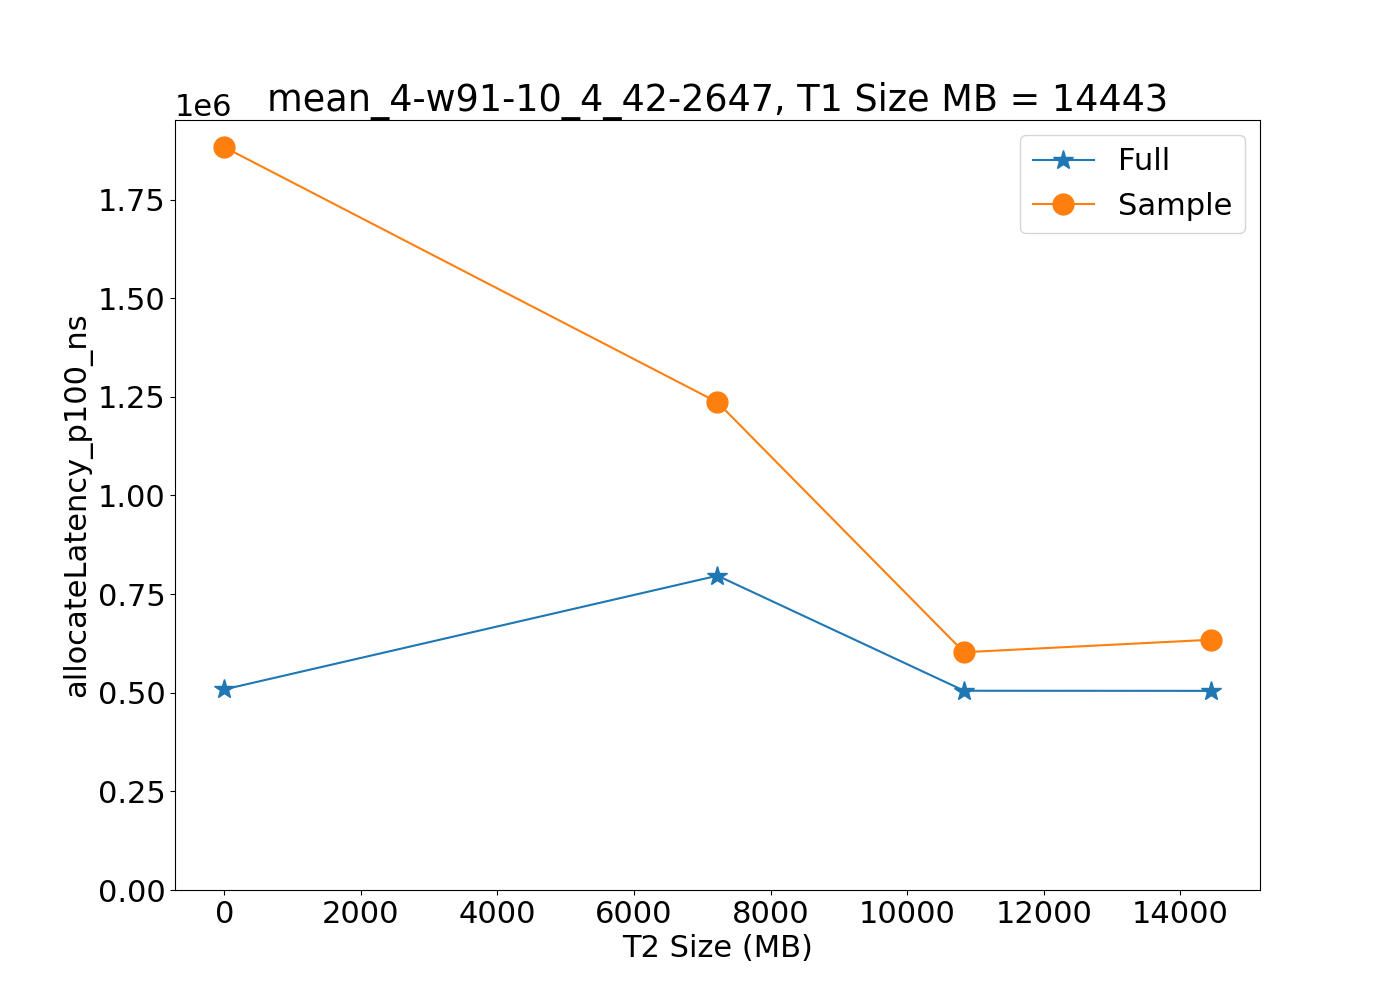 1e6
mean_4-w91-10_4_42-2647, T1 Size MB = 14443
Full
Sample
1.75
1.50
1.25
1.00
0.75
0.50
0.25
0.00
allocateLatency_p100_ns
0 2000 4000 6000 8000 10000 12000 14000
T2 Size (MB)